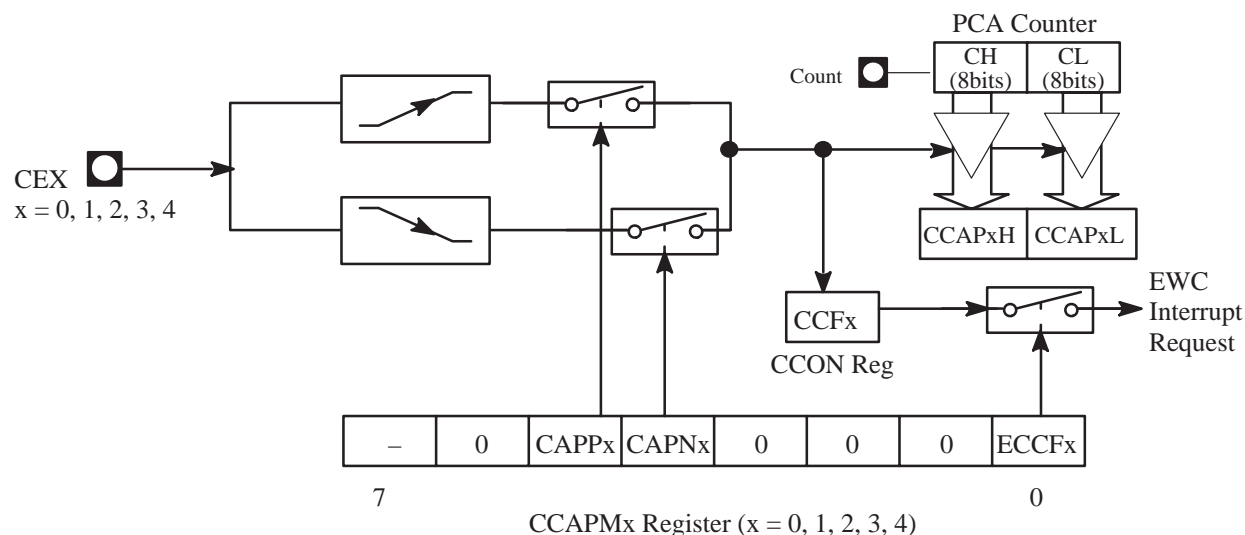 PCA Counter
CH
(8bits)
CL
(8bits)
Count
CEX
x = 0, 1, 2, 3, 4
CCAPxH
CCAPxL
CCFx
CCON Reg
EWC
Interrupt
Request
–
0
CAPPx
CAPNx
0
0
0
ECCFx
7
0
CCAPMx Register (x = 0, 1, 2, 3, 4)